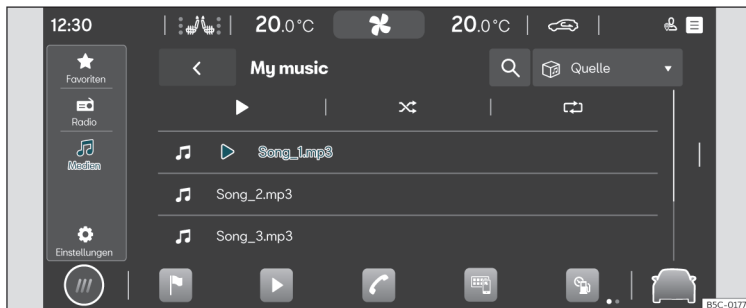 12:30
20.0°C
20.0°C
Favoriten
My music
Quelle
Radio
Medien
Song_1.mp3
Song_2.mp3
Song_3.mp3
Einstellungen
B5C-0177